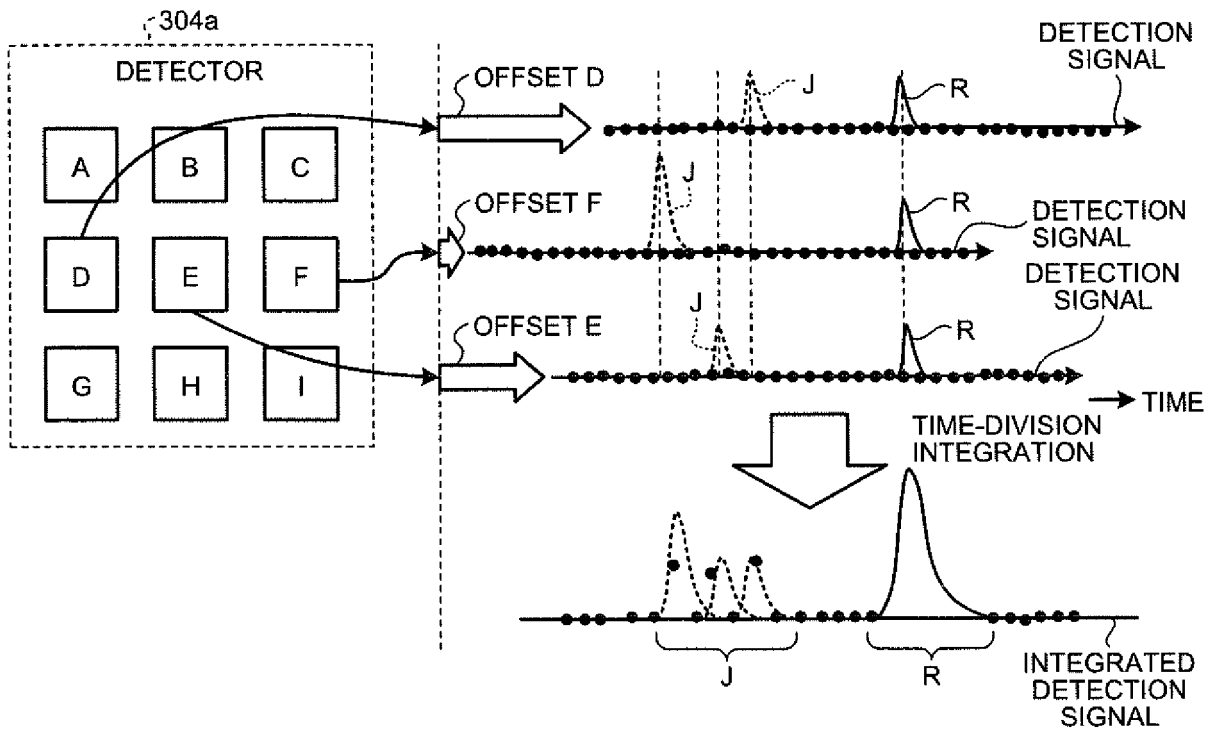 304a
DETECTOR
A B C
D E F
G H I
OFFSET D
J
R
DETECTION
SIGNAL
OFFSET F
J
R
DETECTION
SIGNAL
OFFSET E
J
R
DETECTION
SIGNAL
TIME
TIME-DIVISION
INTEGRATION
J
R
INTEGRATED
DETECTION
SIGNAL